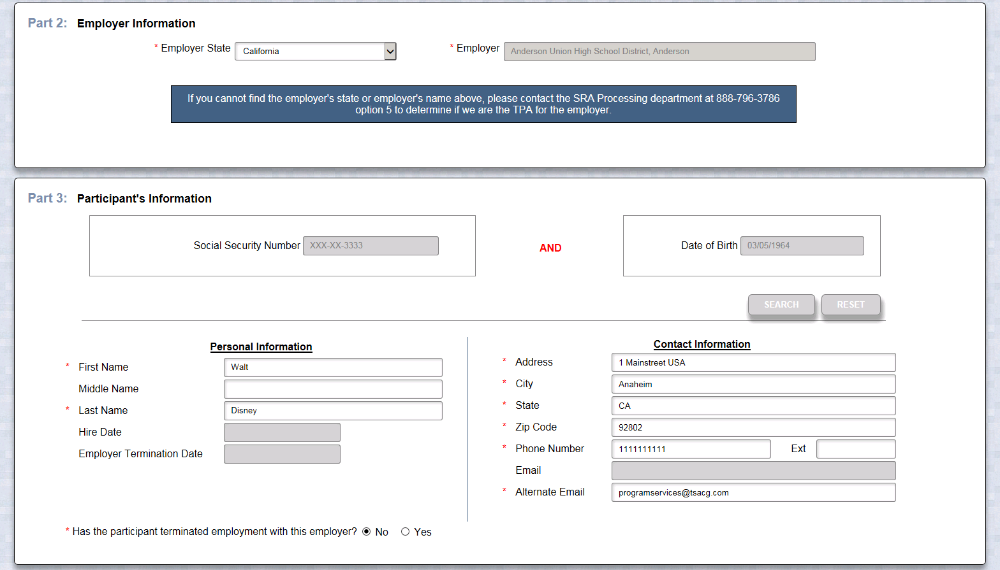 Part 2: Employer Information
* Employer State California * Employer Anderson Union High School District, Anderson
If you cannot find the employer's state or employer's name above, please contact the SRA Processing department at 888-796-3786
option 5 to determine if we are the TPA for the employer.
Part 3: Participant's Information
Social Security Number XXX-XX-3333 AND Date of Birth 03/05/1964
SEARCH RESET
Personal Information
* First Name Walt
Middle Name
* Last Name Disney
Hire Date
Employer Termination Date
Contact Information
* Address 1 Mainstreet USA
* City Anaheim
* State CA
* Zip Code 92802
* Phone Number 1111111111 Ext
Email
* Alternate Email programservices@tsacg.com
* Has the participant terminated employment with this employer? No Yes